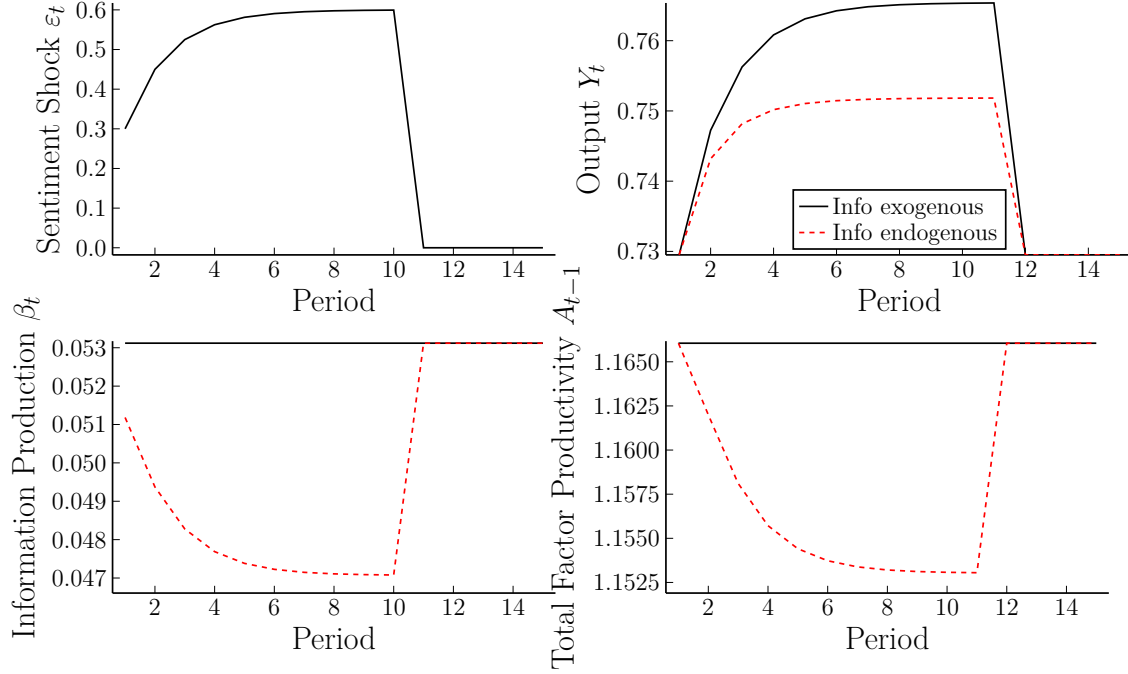 Sentiment Shock εt
0.6
0.5
0.4
0.3
0.2
0.1
0.0
2 4 6 8 10 12 14
Period
Output Yt
0.76
0.75
0.74
0.73
Info exogenous
Info endogenous
2 4 6 8 10 12 14
Period
Information Production βt
0.053
0.052
0.051
0.050
0.049
0.048
0.047
2 4 6 8 10 12 14
Period
Total Factor Productivity At−1
1.1650
1.1625
1.1600
1.1575
1.1550
1.1525
2 4 6 8 10 12 14
Period